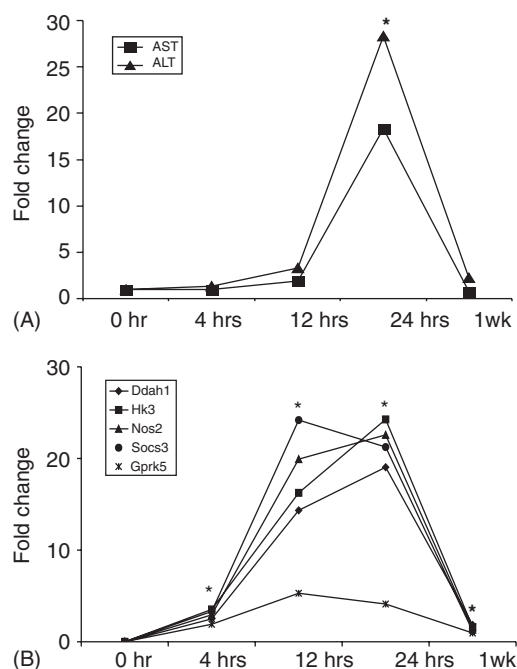 30
25
20
15
10
5
0
Fold change
AST
ALT
*
(A)
0 hr 4 hrs 12 hrs 24 hrs 1wk
30
20
10
0
Fold change
Ddah1
Hk3
Nos2
Socs3
Gprk5
* * * *
(B)
0 hr 4 hrs 12 hrs 24 hrs 1wk